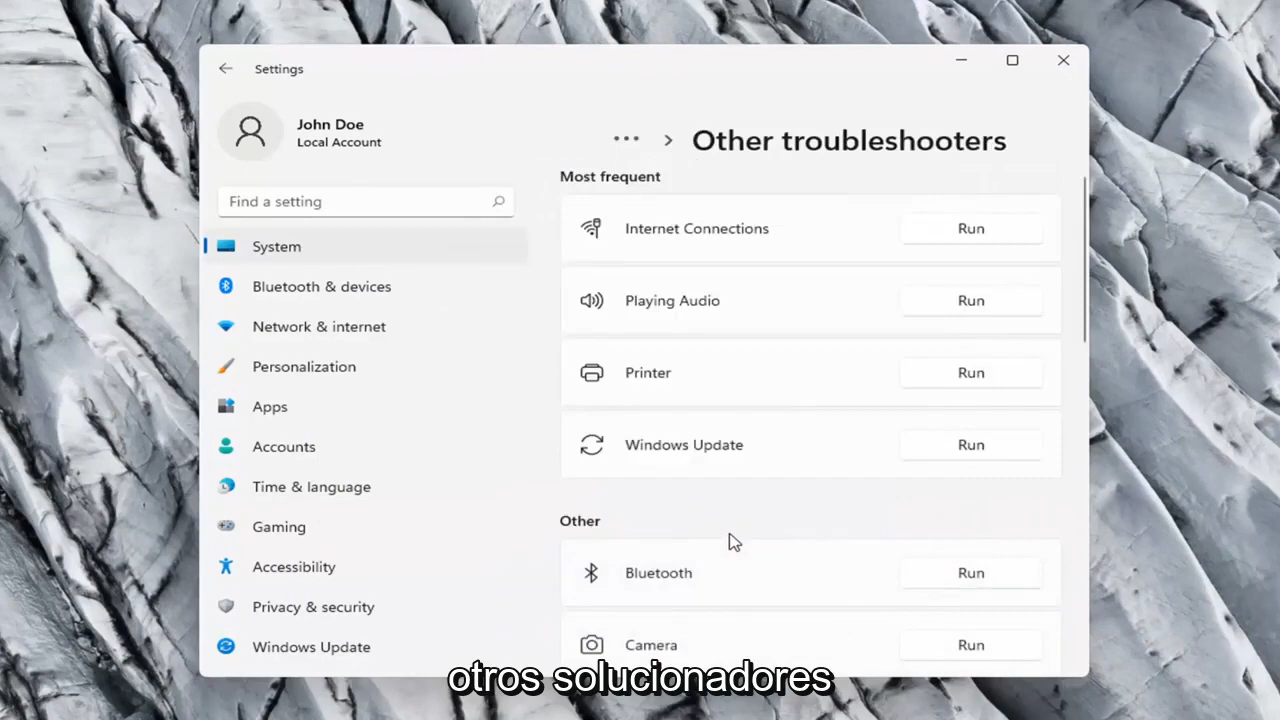 Settings
John Doe
Local Account
Find a setting
System
Bluetooth & devices
Network & internet
Personalization
Apps
Accounts
Time & language
Gaming
Accessibility
Privacy & security
Windows Update
... > Other troubleshooters
Most frequent
Internet Connections Run
Playing Audio Run
Printer Run
Windows Update Run
Other
Bluetooth Run
Camera Run
otros solucionadores